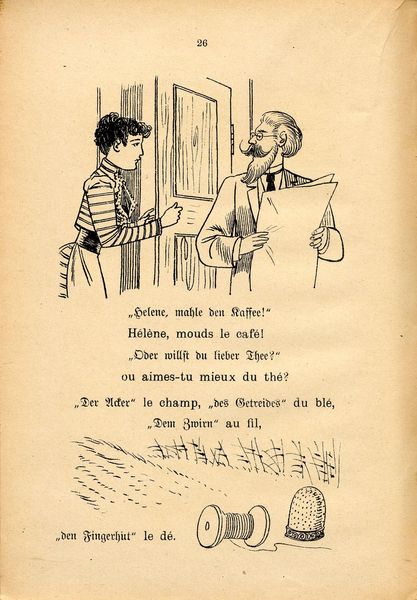 26
„Helene, mahle den Kaffee!“
Hélène, mouds le café!
„Oder willst du lieber Thee?“
ou aimes-tu mieux du thé?
„Der Acker“ le champ, „des Getreides“ du blé,
„Dem Zwirn“ au fil,
„den Fingerhut“ le dé.